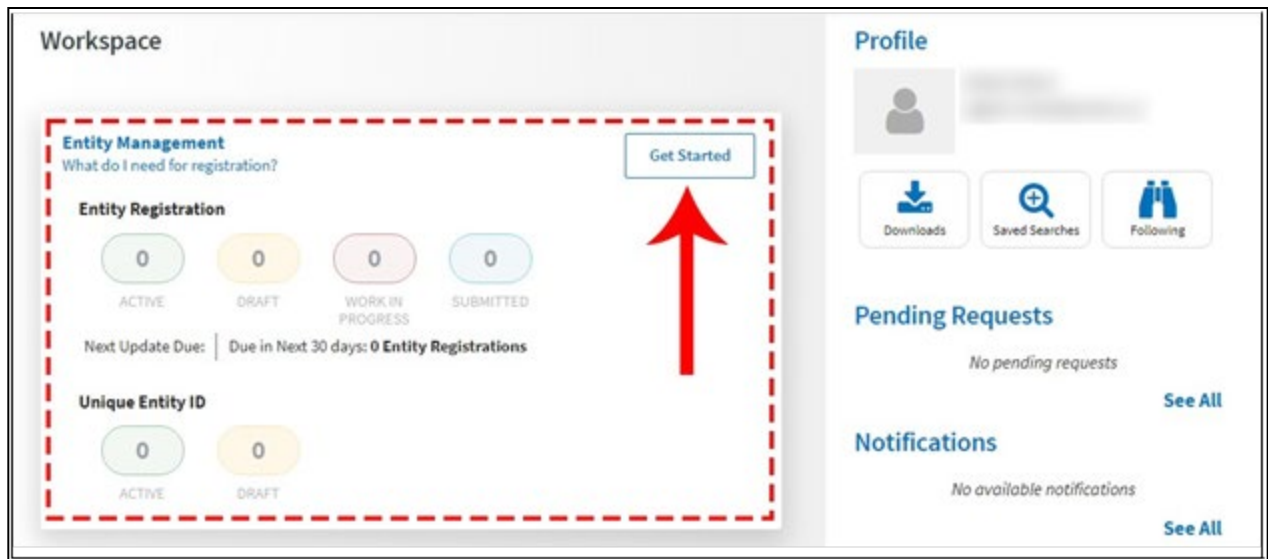 Workspace
Entity Management
What do I need for registration?
Get Started
Entity Registration
0 0 0 0
ACTIVE DRAFT WORK IN PROGRESS SUBMITTED
Next Update Due: Due in Next 30 days: 0 Entity Registrations
Unique Entity ID
0 0
ACTIVE DRAFT
Profile
Downloads Saved Searches Following
Pending Requests
No pending requests
See All
Notifications
No available notifications
See All